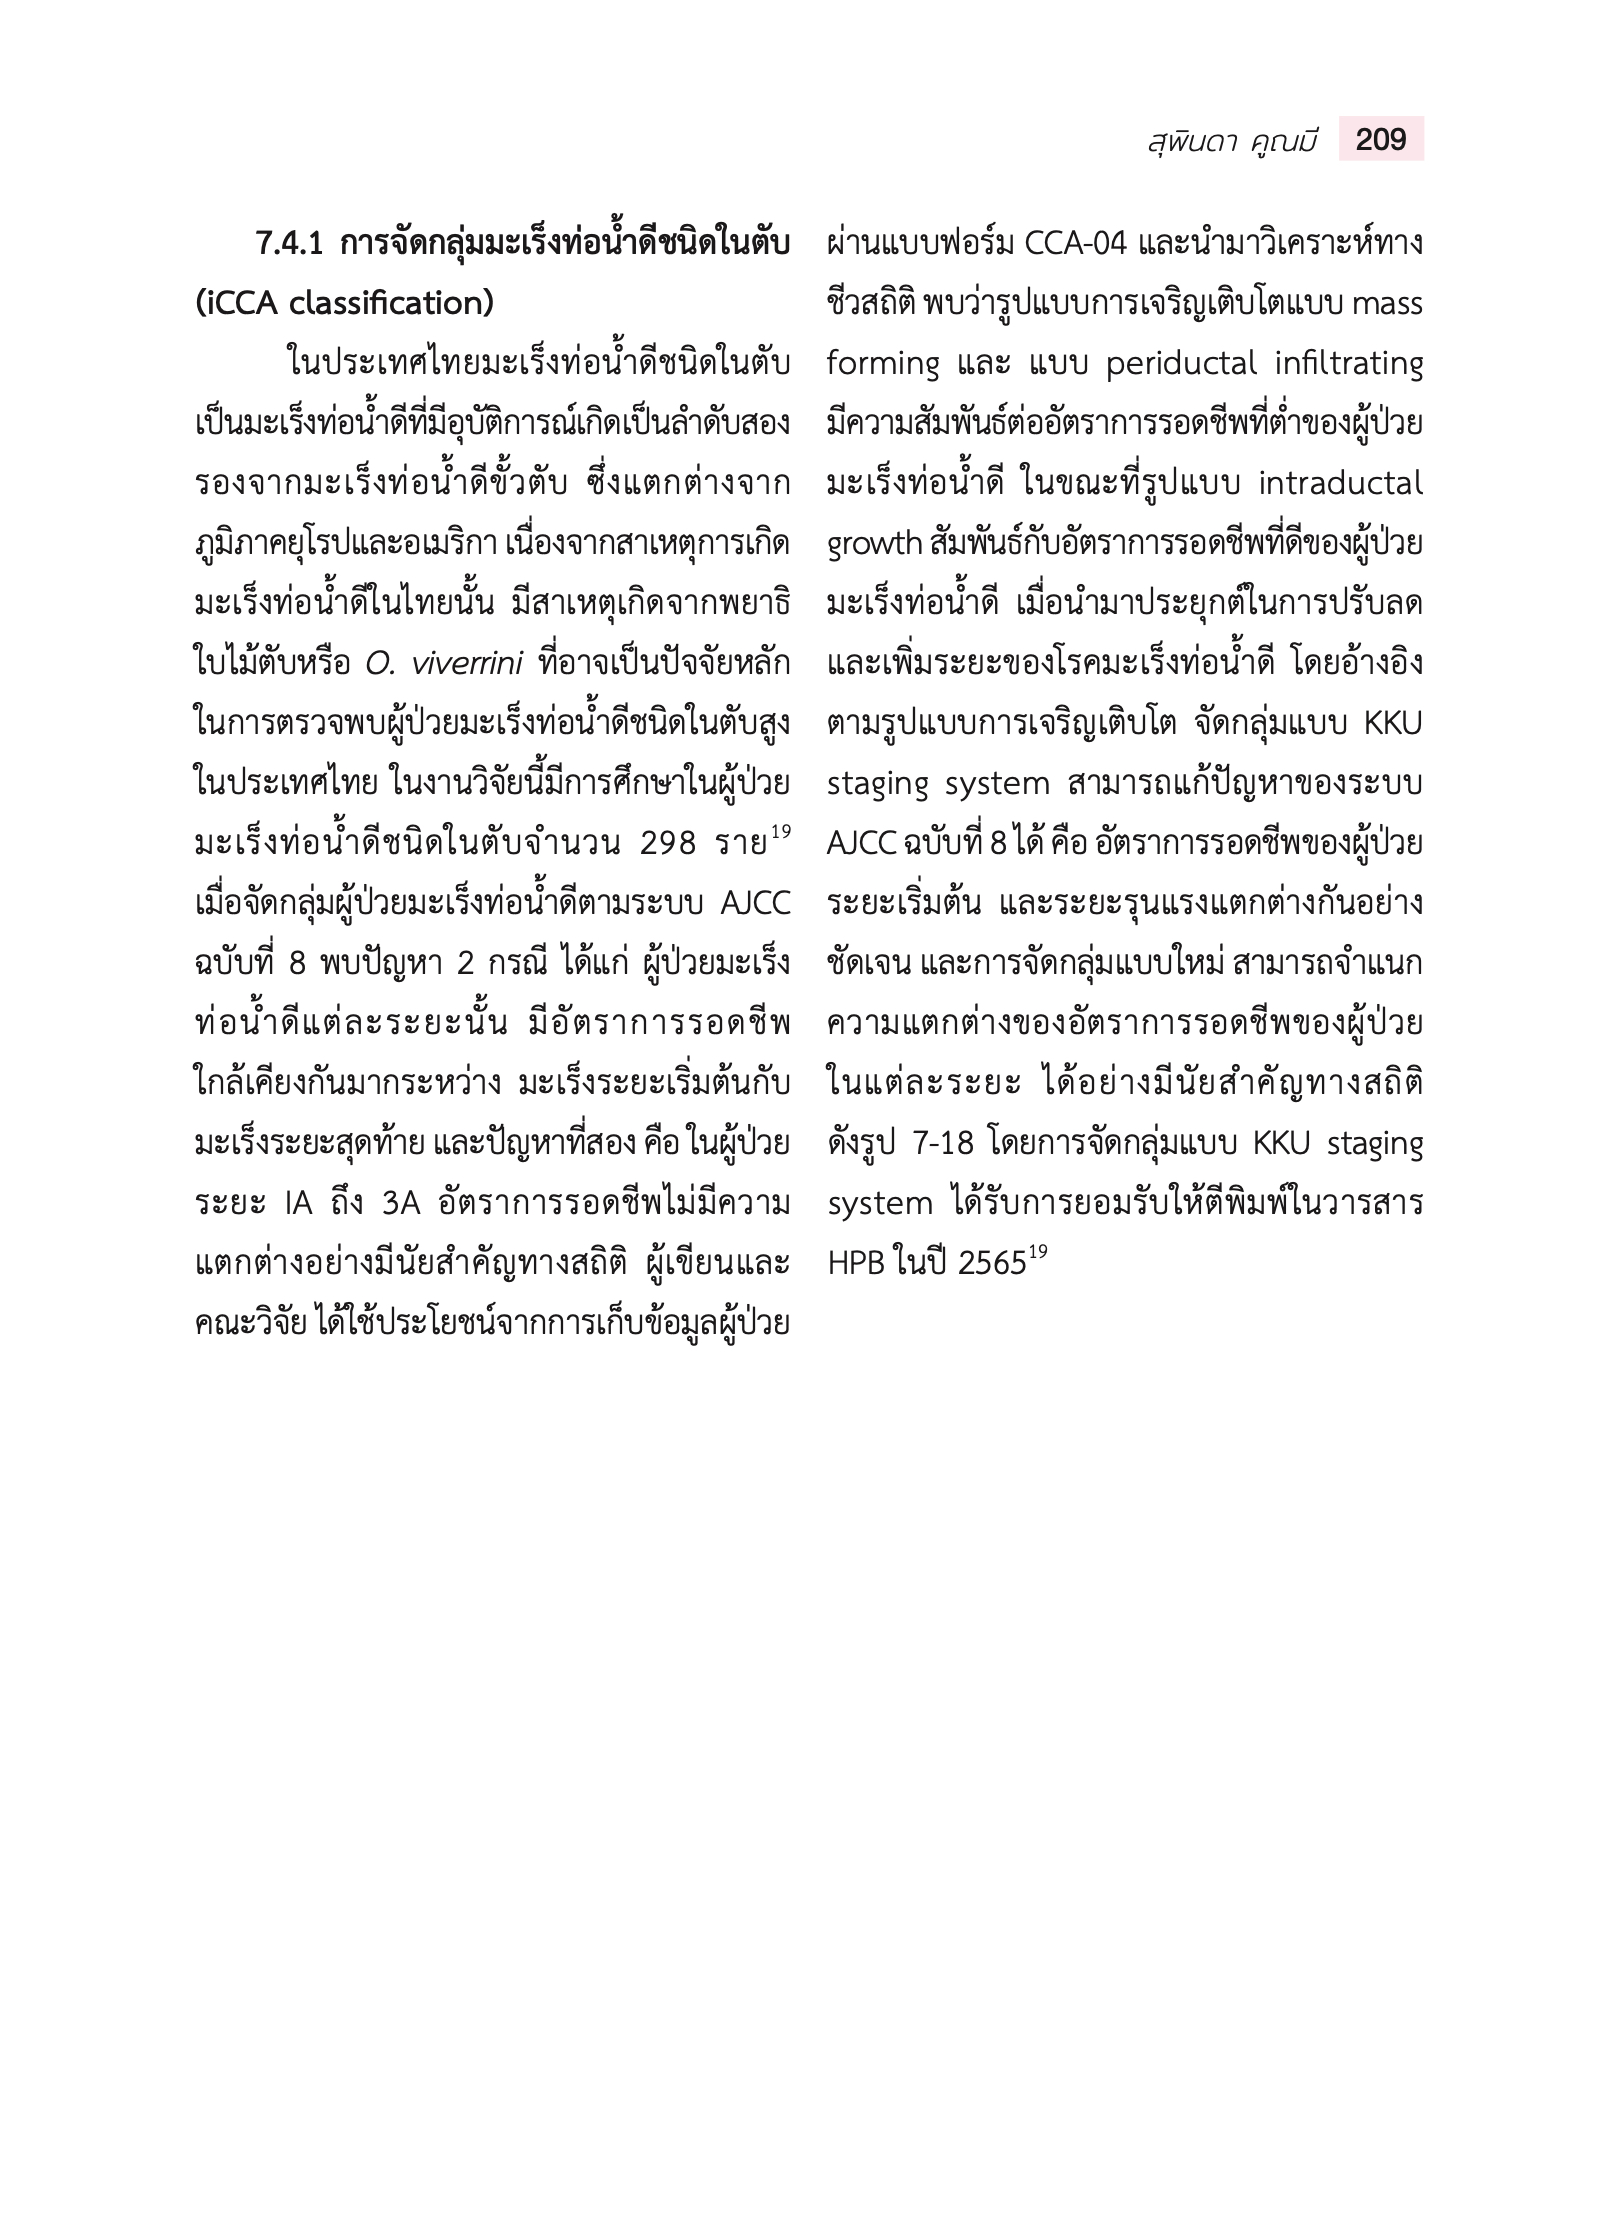 สุพินดา คูณมี 209
7.4.1 การจัดกลุ่มมะเร็งท่อน้ำดีชนิดในตับ
(iCCA classification)
ในประเทศไทยมะเร็งท่อน้ำดีชนิดในตับ
เป็นมะเร็งท่อน้ำดีที่มีอุบัติการณ์เกิดเป็นลำดับสอง
รองจากมะเร็งท่อน้ำดีขั้วตับ ซึ่งแตกต่างจาก
ภูมิภาคยุโรปและอเมริกา เนื่องจากสาเหตุการเกิด
มะเร็งท่อน้ำดีในไทยนั้น มีสาเหตุเกิดจากพยาธิ
ใบไม้ตับหรือ O. viverrini ที่อาจเป็นปัจจัยหลัก
ในการตรวจพบผู้ป่วยมะเร็งท่อน้ำดีชนิดในตับสูง
ในประเทศไทย ในงานวิจัยนี้มีการศึกษาในผู้ป่วย
มะเร็งท่อน้ำดีชนิดในตับจำนวน 298 ราย19
เมื่อจัดกลุ่มผู้ป่วยมะเร็งท่อน้ำดีตามระบบ AJCC
ฉบับที่ 8 พบปัญหา 2 กรณี ได้แก่ ผู้ป่วยมะเร็ง
ท่อน้ำดีแต่ละระยะนั้น มีอัตราการรอดชีพ
ใกล้เคียงกันมากระหว่าง มะเร็งระยะเริ่มต้นกับ
มะเร็งระยะสุดท้าย และปัญหาที่สอง คือ ในผู้ป่วย
ระยะ IA ถึง 3A อัตราการรอดชีพไม่มีความ
แตกต่างอย่างมีนัยสำคัญทางสถิติ ผู้เขียนและ
คณะวิจัย ได้ใช้ประโยชน์จากการเก็บข้อมูลผู้ป่วย
ผ่านแบบฟอร์ม CCA-04 และนำมาวิเคราะห์ทาง
ชีวสถิติ พบว่ารูปแบบการเจริญเติบโตแบบ mass
forming และ แบบ periductal infiltrating
มีความสัมพันธ์ต่ออัตราการรอดชีพที่ต่ำของผู้ป่วย
มะเร็งท่อน้ำดี ในขณะที่รูปแบบ intraductal
growth สัมพันธ์กับอัตราการรอดชีพที่ดีของผู้ป่วย
มะเร็งท่อน้ำดี เมื่อนำมาประยุกต์ในการปรับลด
และเพิ่มระยะของโรคมะเร็งท่อน้ำดี โดยอ้างอิง
ตามรูปแบบการเจริญเติบโต จัดกลุ่มแบบ KKU
staging system สามารถแก้ปัญหาของระบบ
AJCC ฉบับที่ 8 ได้ คือ อัตราการรอดชีพของผู้ป่วย
ระยะเริ่มต้น และระยะรุนแรงแตกต่างกันอย่าง
ชัดเจน และการจัดกลุ่มแบบใหม่ สามารถจำแนก
ความแตกต่างของอัตราการรอดชีพของผู้ป่วย
ในแต่ละระยะ ได้อย่างมีนัยสำคัญทางสถิติ
ดังรูป 7-18 โดยการจัดกลุ่มแบบ KKU staging
system ได้รับการยอมรับให้ตีพิมพ์ในวารสาร
HPB ในปี 256519